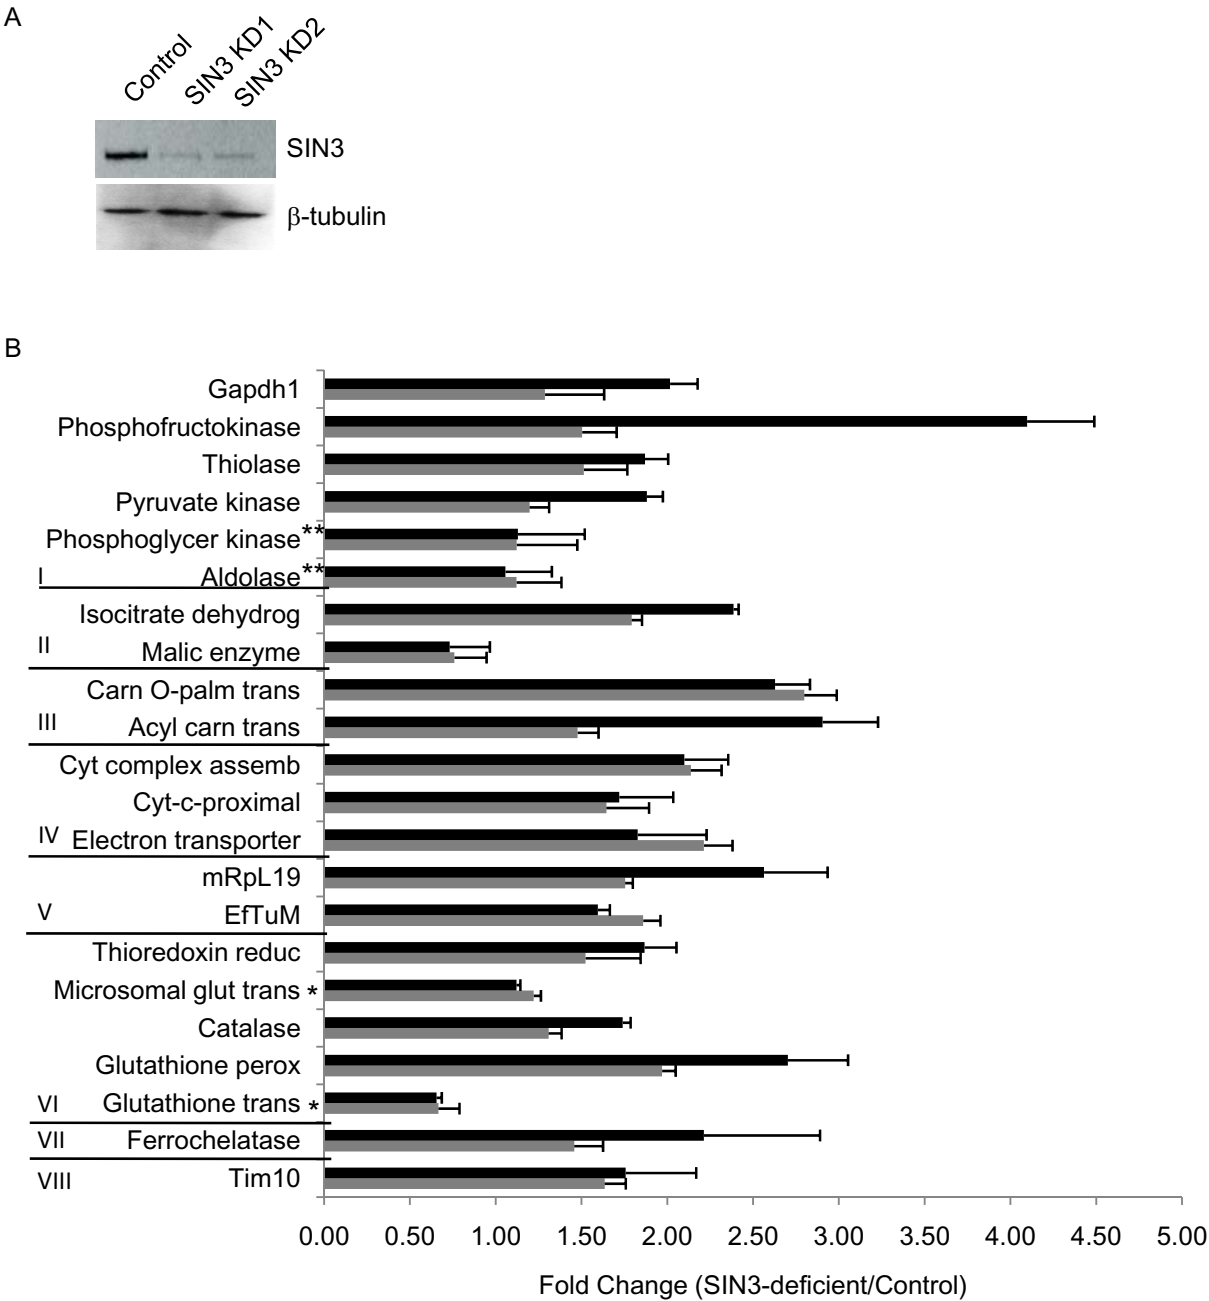 A
Control
SIN3 KD1
SIN3 KD2
SIN3
β-tubulin
B
Gapdh1
Phosphofructokinase
Thiolase
Pyruvate kinase
Phosphoglycer kinase**
I Aldolase**
Isocitrate dehydrog
II Malic enzyme
Carn O-palm trans
III Acyl carn trans
Cyt complex assemb
Cyt-c-proximal
IV Electron transporter
mRpL19
V EfTuM
Thioredoxin reduc
Microsomal glut trans *
Catalase
Glutathione perox
VI Glutathione trans *
VII Ferrochelatase
VIII Tim10
0.00 0.50 1.00 1.50 2.00 2.50 3.00 3.50 4.00 4.50 5.00
Fold Change (SIN3-deficient/Control)